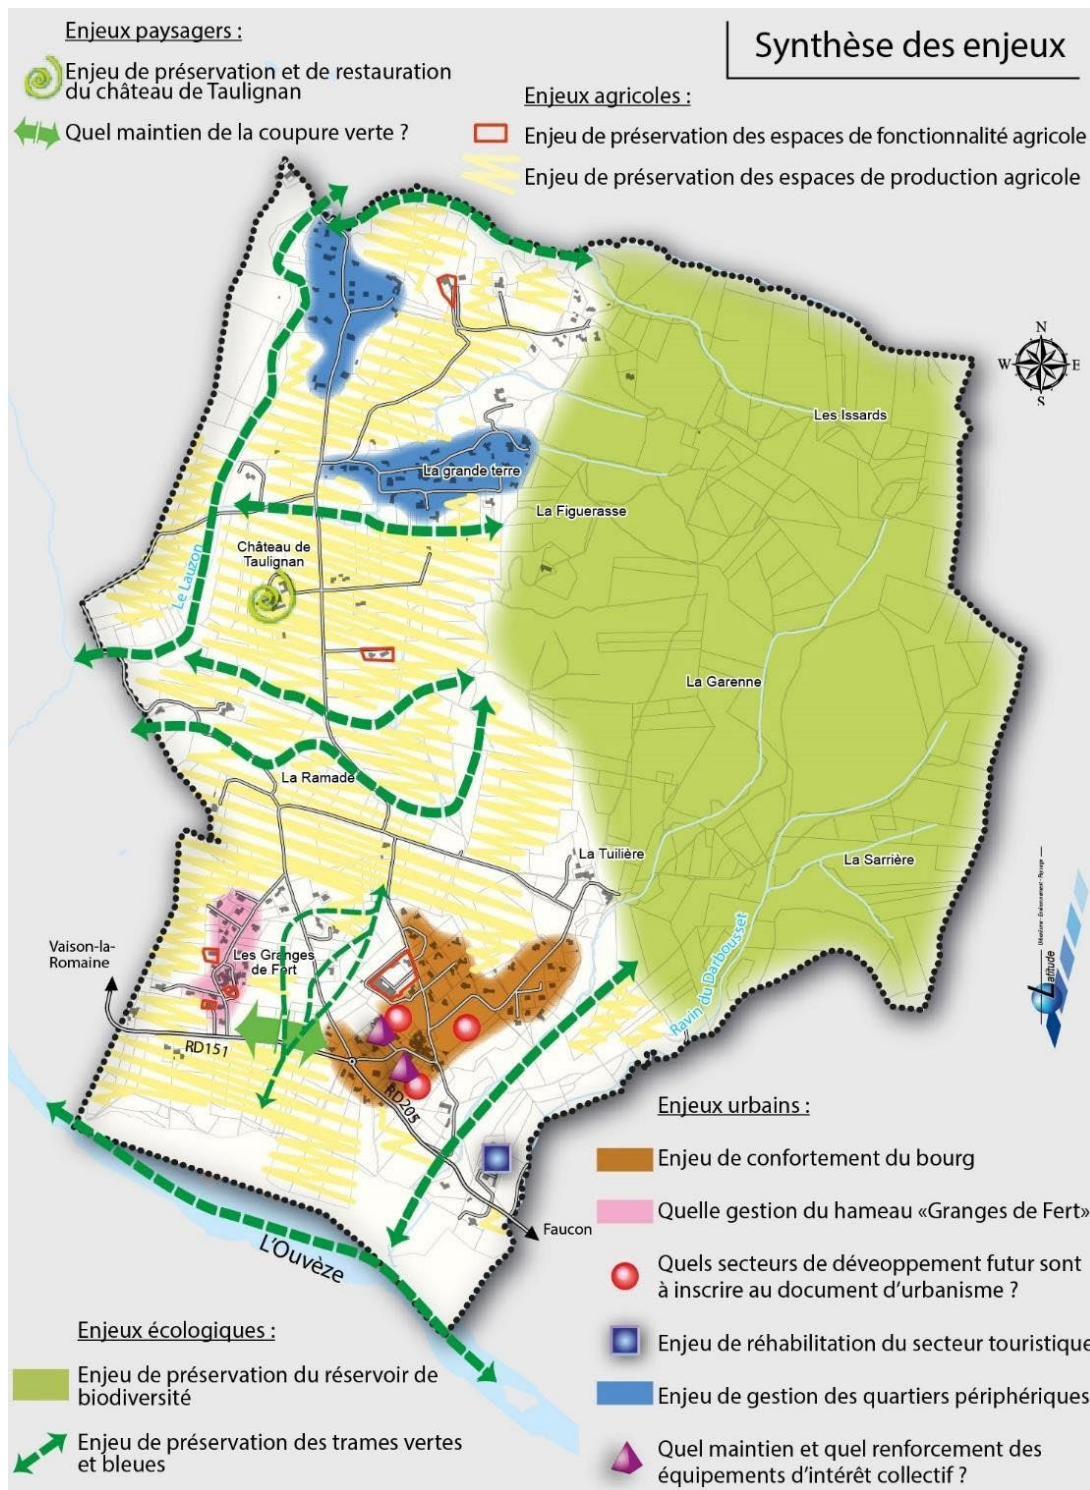 Synthèse des enjeux
Enjeux paysagers :
Enjeu de préservation et de restauration
du château de Taulignan
Quel maintien de la coupure verte ?
Enjeux agricoles :
Enjeu de préservation des espaces de fonctionnalité agricole
Enjeu de préservation des espaces de production agricole
N
W
E
S
Les Issards
La grande terre
La Figuerasse
Château de
Taulignan
Le Lauzon
La Garenne
La Ramade
La Tuilière
La Sarrière
Vaison-la-
Romaine
Les Granges
de Fert
Ravin du Darbousset
RD151
RD205
Faucon
L'Ouvèze
Latitude
Urbanisme - Environnement - Paysage
Enjeux urbains :
Enjeu de confortement du bourg
Quelle gestion du hameau «Granges de Fert»
Quels secteurs de déveoppement futur sont
à inscrire au document d'urbanisme ?
Enjeu de réhabilitation du secteur touristique
Enjeu de gestion des quartiers périphériques
Quel maintien et quel renforcement des
équipements d'intérêt collectif ?
Enjeux écologiques :
Enjeu de préservation du réservoir de
biodiversité
Enjeu de préservation des trames vertes
et bleues